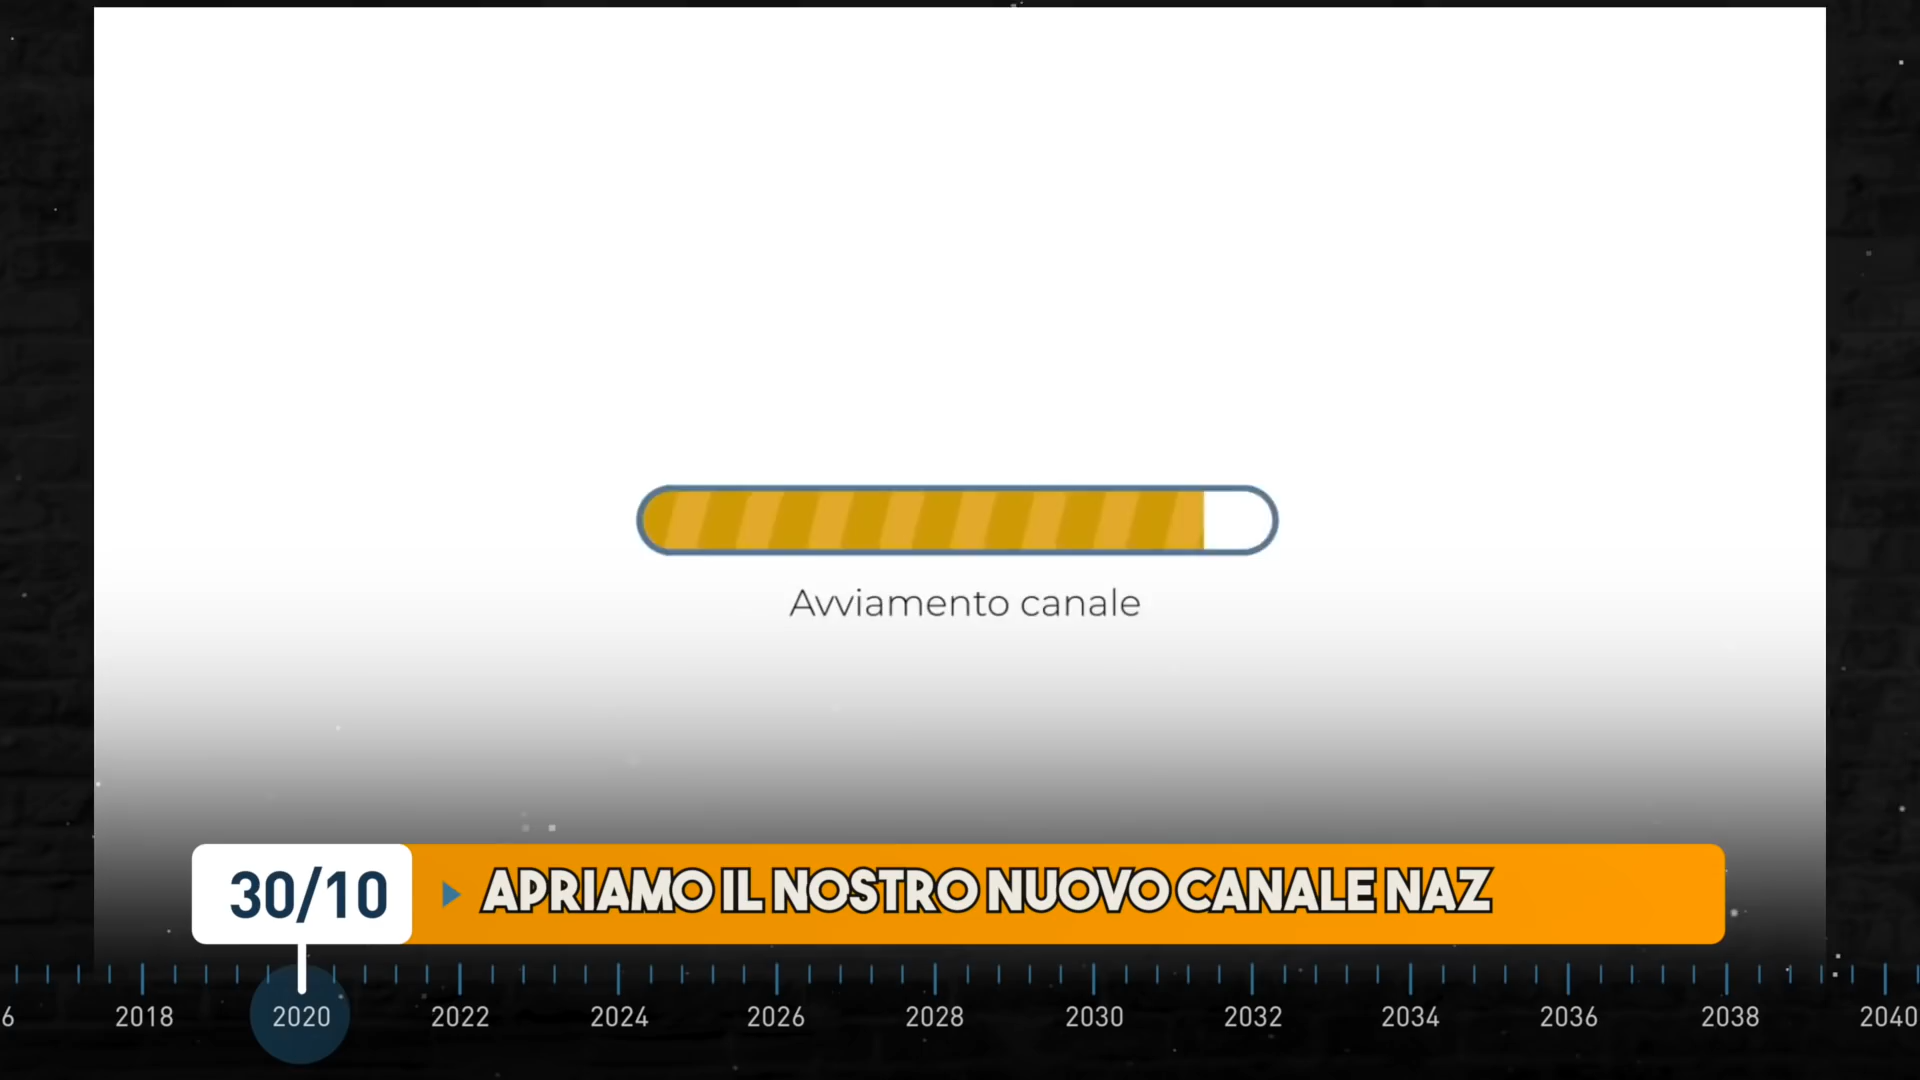 Avviamento canale
30/10
APRIAMO IL NOSTRO NUOVO CANALE NAZ
6 2018 2020 2022 2024 2026 2028 2030 2032 2034 2036 2038 2040